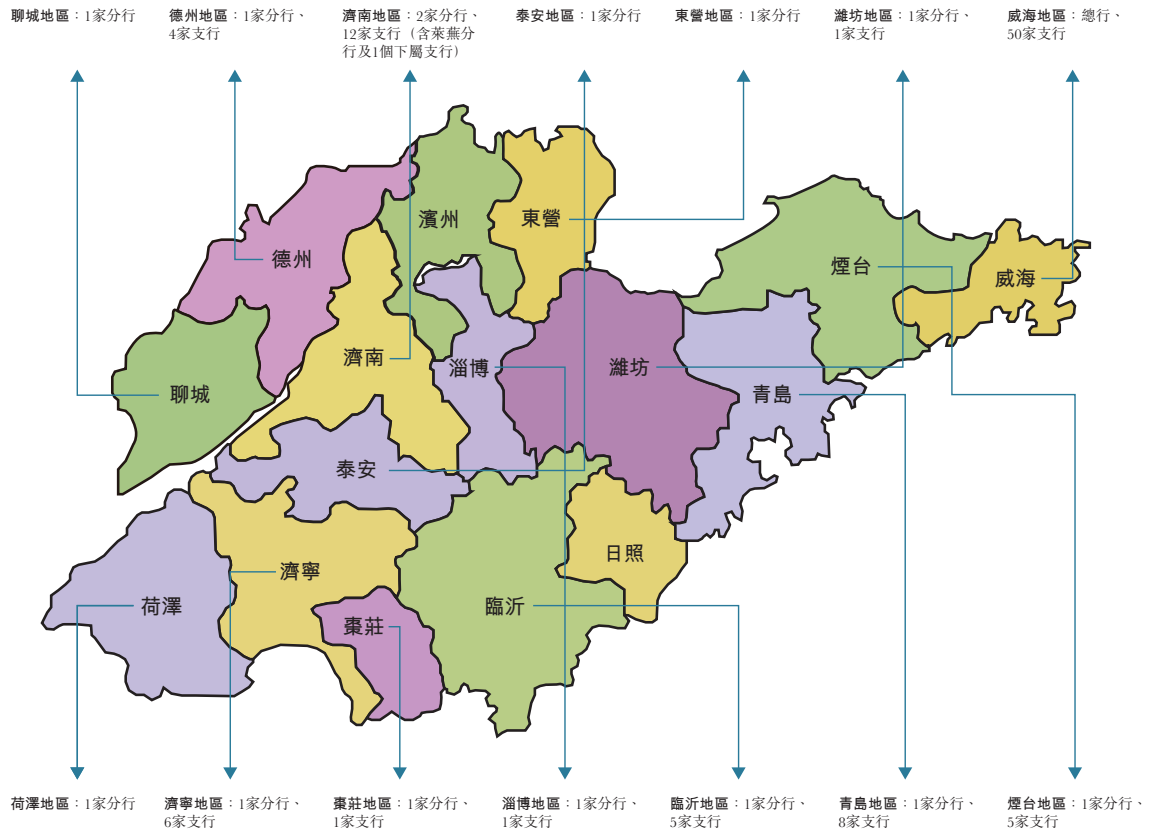 聊城地區：1家分行
德州地區：1家分行、
4家支行
濟南地區：2家分行、
12家支行（含萊蕪分
行及1個下屬支行）
泰安地區：1家分行
東營地區：1家分行
濰坊地區：1家分行、
1家支行
威海地區：總行、
50家支行
濱州
東營
德州
煙台
威海
濟南
淄博
濰坊
聊城
青島
泰安
日照
濟寧
荷澤
臨沂
棗莊
荷澤地區：1家分行
濟寧地區：1家分行、
6家支行
棗莊地區：1家分行、
1家支行
淄博地區：1家分行、
1家支行
臨沂地區：1家分行、
5家支行
青島地區：1家分行、
8家支行
煙台地區：1家分行、
5家支行